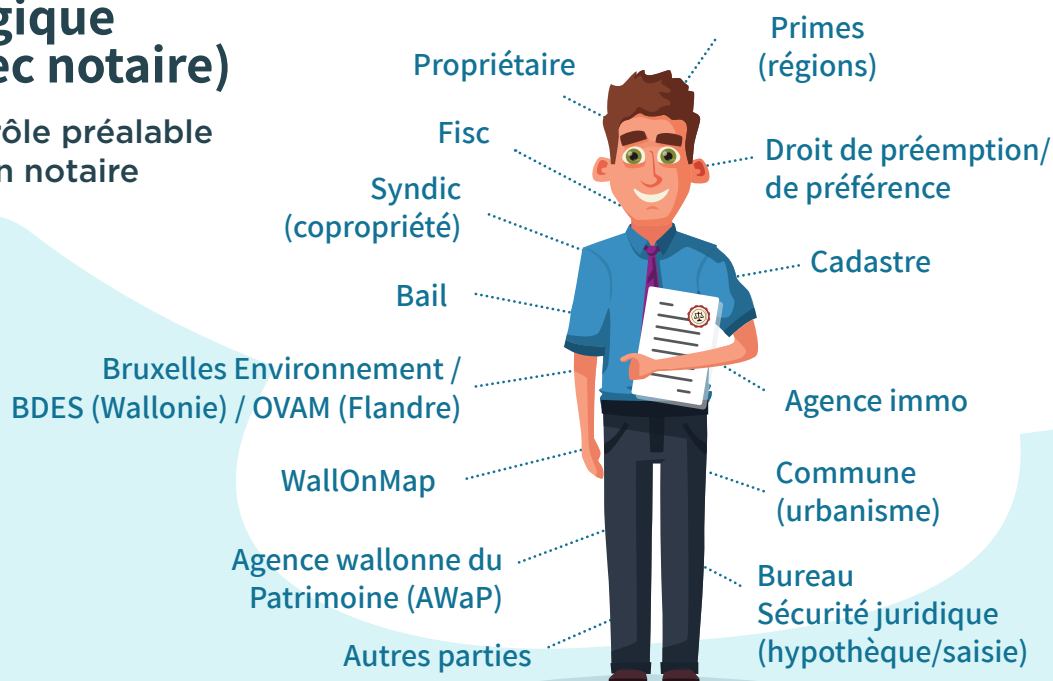 gique
ec notaire)
rôle préalable
n notaire
Propriétaire
Fisc
Syndic
(copropriété)
Bail
Bruxelles Environnement /
BDES (Wallonie) / OVAM (Flandre)
WallOnMap
Agence wallonne du
Patrimoine (AWaP)
Autres parties
Primes
(régions)
Droit de préemption/
de préférence
Cadastre
Agence immo
Commune
(urbanisme)
Bureau
Sécurité juridique
(hypothèque/saisie)